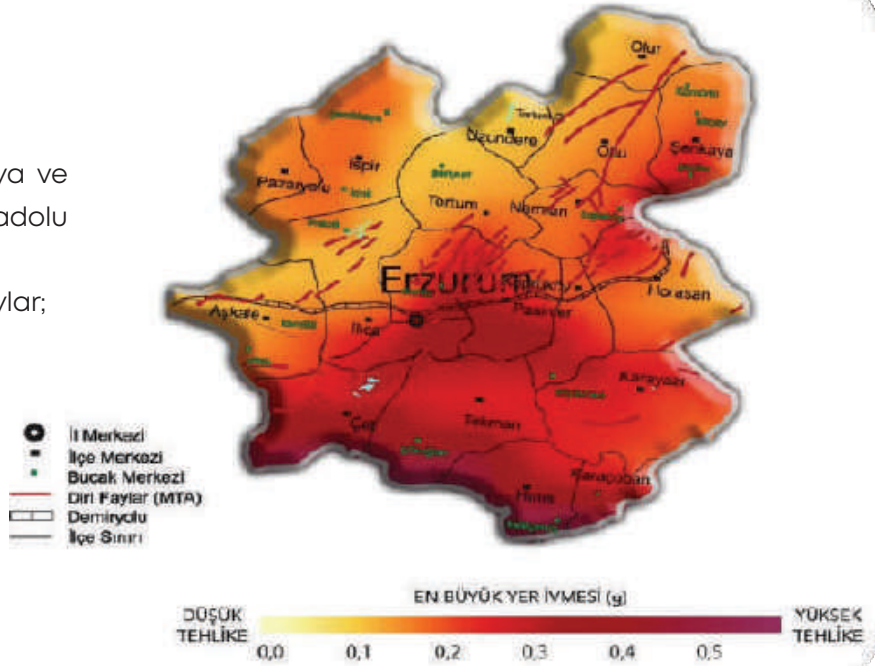 ya ve
adolu
ylar;
Olur
Uzundere
Oltu
Şenkaya
İspir
Pazaryolu
Tortum
Narman
Erzurum
Horasan
Pasinler
Aşkale
Ilıca
Karayazı
Çat
Tekman
Karaçoban
Hınıs
İl Merkezi
İlçe Merkezi
Bucak Merkezi
Diri Faylar (MTA)
Demiryolu
İlçe Sınırı
EN BÜYÜK YER İVMESİ (g)
DÜŞÜK
TEHLİKE
YÜKSEK
TEHLİKE
0,0 0,1 0,2 0,3 0,4 0,5